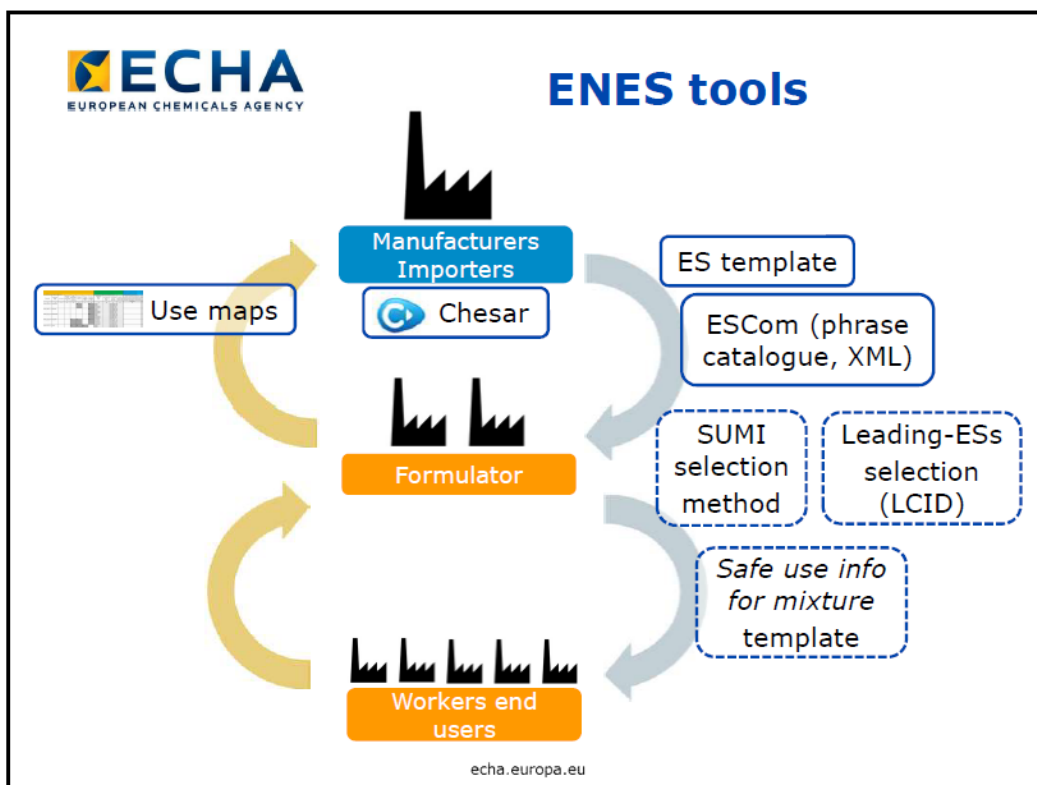 ECHA
EUROPEAN CHEMICALS AGENCY
ENES tools
Manufacturers
Importers
ES template
Use maps
Chesar
ESCom (phrase
catalogue, XML)
SUMI
selection
method
Leading-ESs
selection
(LCID)
Formulator
Safe use info
for mixture
template
Workers end
users
echa.europa.eu